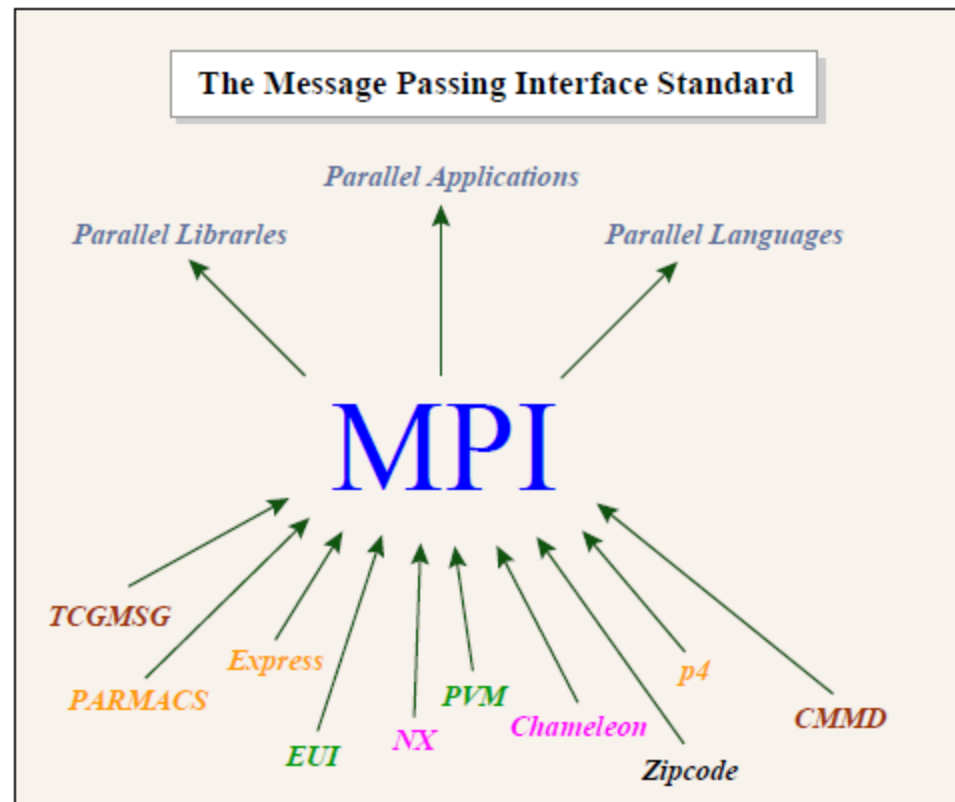 The Message Passing Interface Standard
Parallel Applications
Parallel Librarles
Parallel Languages
MPI
TCGMSG
Express
p4
PARMACS
PVM
CMMD
Chameleon
NX
EUI
Zipcode